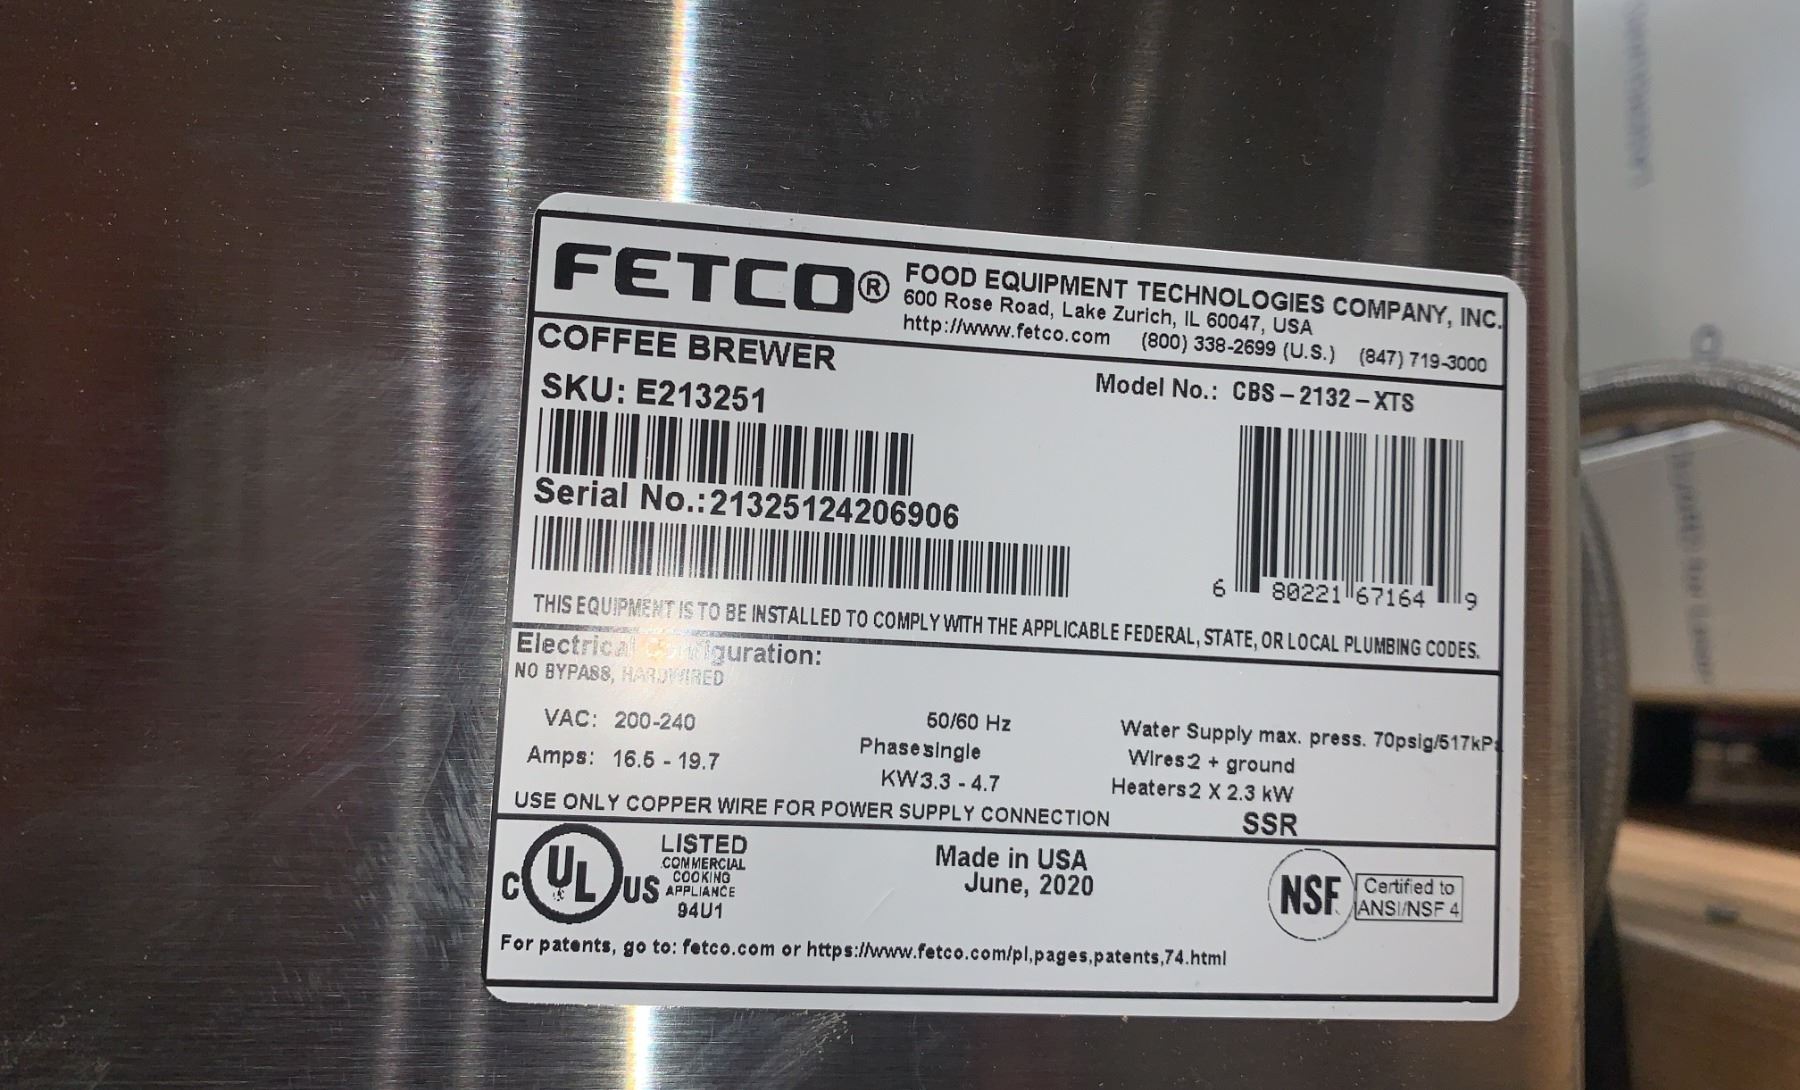 FETCO®
FOOD EQUIPMENT TECHNOLOGIES COMPANY, INC.
600 Rose Road, Lake Zurich, IL 60047, USA
http://www.fetco.com (800) 338-2699 (U.S.) (847) 719-3000
COFFEE BREWER
SKU: E213251
Model No.: CBS-2132-XTS
Serial No.:21325124206906
6 80221 67164 9
THIS EQUIPMENT IS TO BE INSTALLED TO COMPLY WITH THE APPLICABLE FEDERAL, STATE, OR LOCAL PLUMBING CODES.
Electrical Configuration:
NO BYPASS, HARDWIRED
VAC: 200-240 50/60 Hz Water Supply max. press. 70psig/517kPa
Amps: 16.5 - 19.7 Phase single Wires 2 + ground
KW 3.3 - 4.7 Heaters 2 X 2.3 kW
USE ONLY COPPER WIRE FOR POWER SUPPLY CONNECTION SSR
C UL US
LISTED
COMMERCIAL
COOKING
APPLIANCE
94U1
Made in USA
June, 2020
NSF
Certified to
ANSI/NSF 4
For patents, go to: fetco.com or https://www.fetco.com/pl,pages,patents,74.html